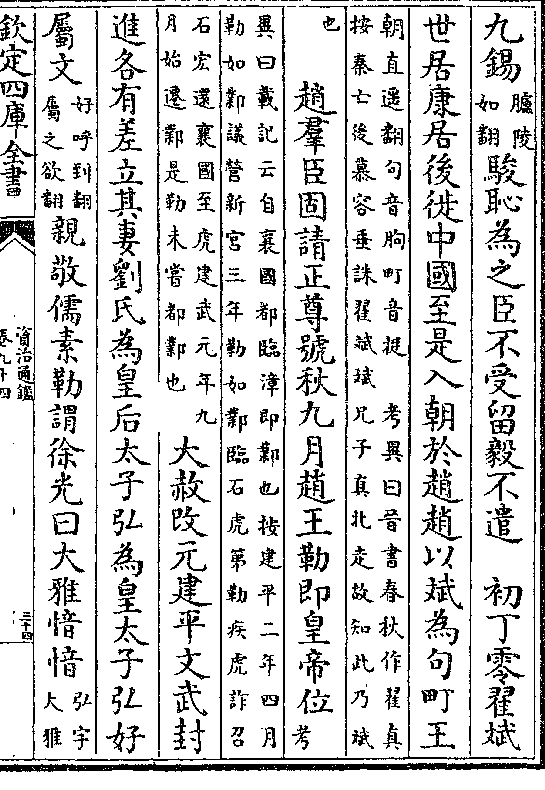 九錫臚陵如翻駿恥為之臣不受留毅不遣　初丁零翟斌
世居康居後徙中國至是入朝於趙趙以斌為句町王
朝直遥翻句音朐町音挺　考異曰晉書春秋作翟真
按秦亡後慕容垂誅翟斌斌兄子真北走故知此乃斌
也
趙羣臣固請正尊號秋九月趙王勒即皇帝位考
異曰載記云自襄國都臨漳即鄴也按建平二年四月
勒如鄴議營新宮三年勒如鄴臨石虎第勒疾虎詐召
石宏還襄國至虎建武元年九
月始遷鄴是勒未嘗都鄴也
大赦改元建平文武封
進各有差立其妻劉氏為皇后太子弘為皇太子弘好
屬文好呼到翻屬之欲翻親敬儒素勒謂徐光曰大雅愔愔弘字大雅
欽定四庫全書
資治通鑑
卷九十四
三十四